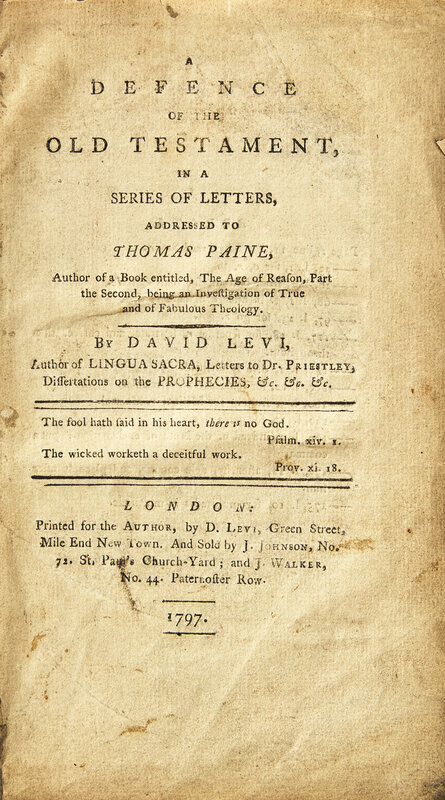 A
DEFENCE
OF THE
OLD TESTAMENT,
IN A
SERIES OF LETTERS,
ADDRESSED TO
THOMAS PAINE,
Author of a Book entitled, The Age of Reaſon, Part
the Second, being an Inveſtigation of True
and of Fabulous Theology.
By DAVID LEVI,
Author of LINGUA SACRA, Letters to Dr. PRIESTLEY,
Diſſertations on the PROPHECIES, &c. &c. &c.
The fool hath ſaid in his heart, there is no God.
Pſalm. xiv. 1.
The wicked worketh a deceitful work.
Prov. xi. 18.
LONDON:
Printed for the AUTHOR, by D. LEVI, Green Street,
Mile End New Town. And Sold by J. JOHNSON, No.
72. St. Paul's Church-Yard; and J. WALKER,
No. 44. Paternoſter Row.
1797.